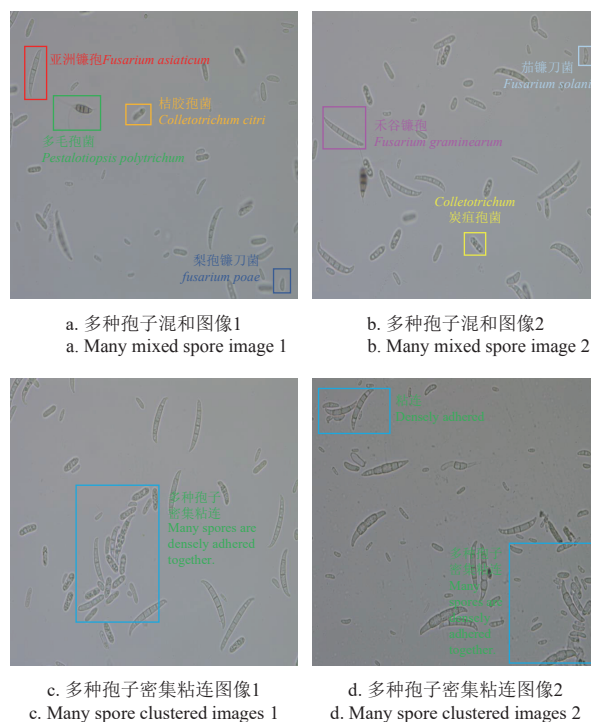 亚洲镰孢Fusarium asiaticum
桔胶孢菌
Colletotrichum citri
多毛孢菌
Pessalotiopsis polytrichum
梨孢镰刀菌
fusarium poae
茄镰刀菌
Fusarium solani
禾谷镰孢
Fusarium graminearum
Colletotrichum
炭疽孢菌
a. 多种孢子混和图像1
a. Many mixed spore image 1
b. 多种孢子混和图像2
b. Many mixed spore image 2
多种孢子
密集粘连
Many spores are
densely adhered
together.
Densely adhered
c. 多种孢子密集粘连图像1
c. Many spore clustered images 1
d. 多种孢子密集粘连图像2
d. Many spore clustered images 2